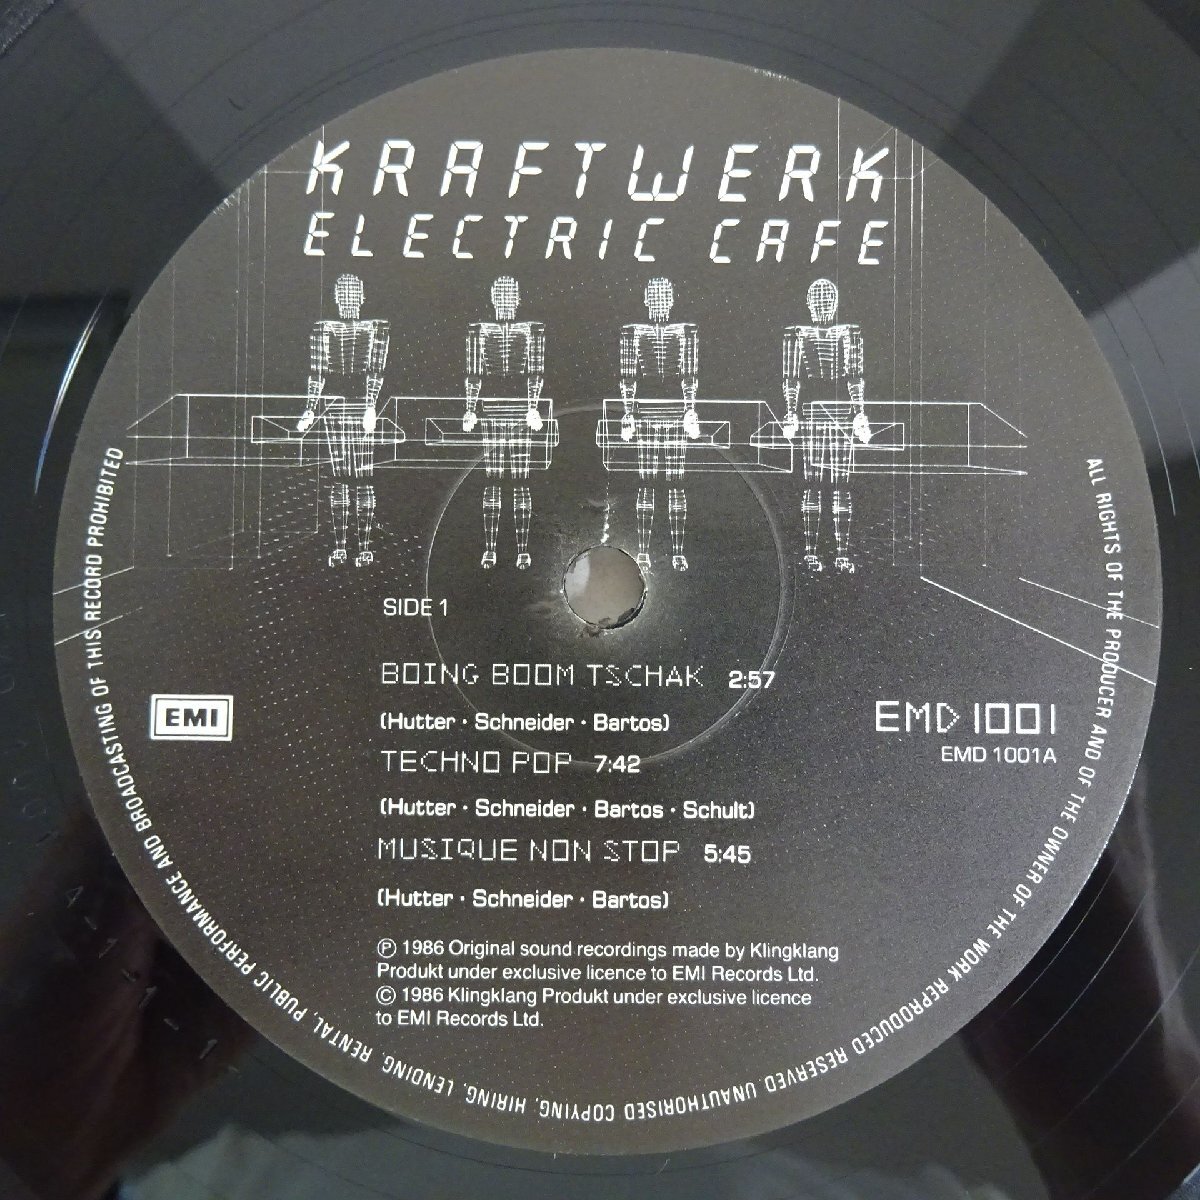 KRAFTWERK
ELECTRIC CAFE
SIDE 1
BOING BOOM TSCHAK 2:57
(Hutter · Schneider · Bartos)
TECHNO POP 7:42
(Hutter · Schneider · Bartos · Schult)
MUSIQUE NON STOP 5:45
(Hutter · Schneider · Bartos)
EMI
EMD 1001
EMD 1001A
℗ 1986 Original sound recordings made by Klingklang
Produkt under exclusive licence to EMI Records Ltd.
© 1986 Klingklang Produkt under exclusive licence
to EMI Records Ltd.
ALL RIGHTS OF THE PRODUCER AND OF THE OWNER OF THE WORK REPRODUCED RESERVED UNAUTHORISED COPYING, HIRING, LENDING, RENTAL, PUBLIC PERFORMANCE AND BROADCASTING OF THIS RECORD PROHIBITED